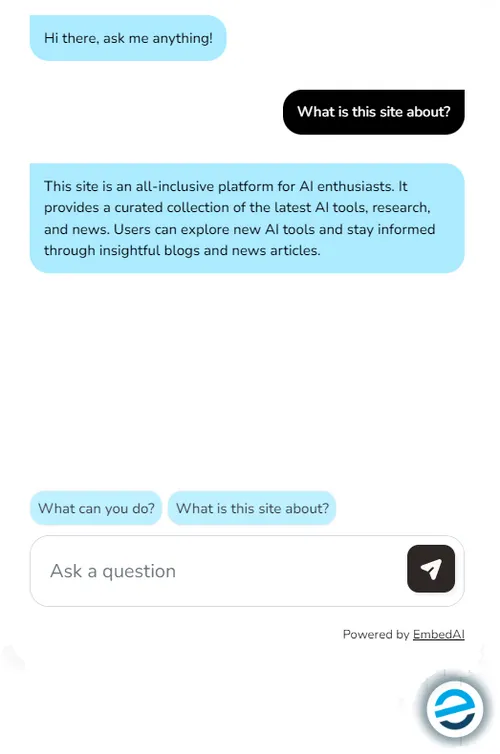 Hi there, ask me anything!
What is this site about?
This site is an all-inclusive platform for AI enthusiasts. It
provides a curated collection of the latest AI tools, research,
and news. Users can explore new AI tools and stay informed
through insightful blogs and news articles.
What can you do? What is this site about?
Ask a question
Powered by EmbedAI